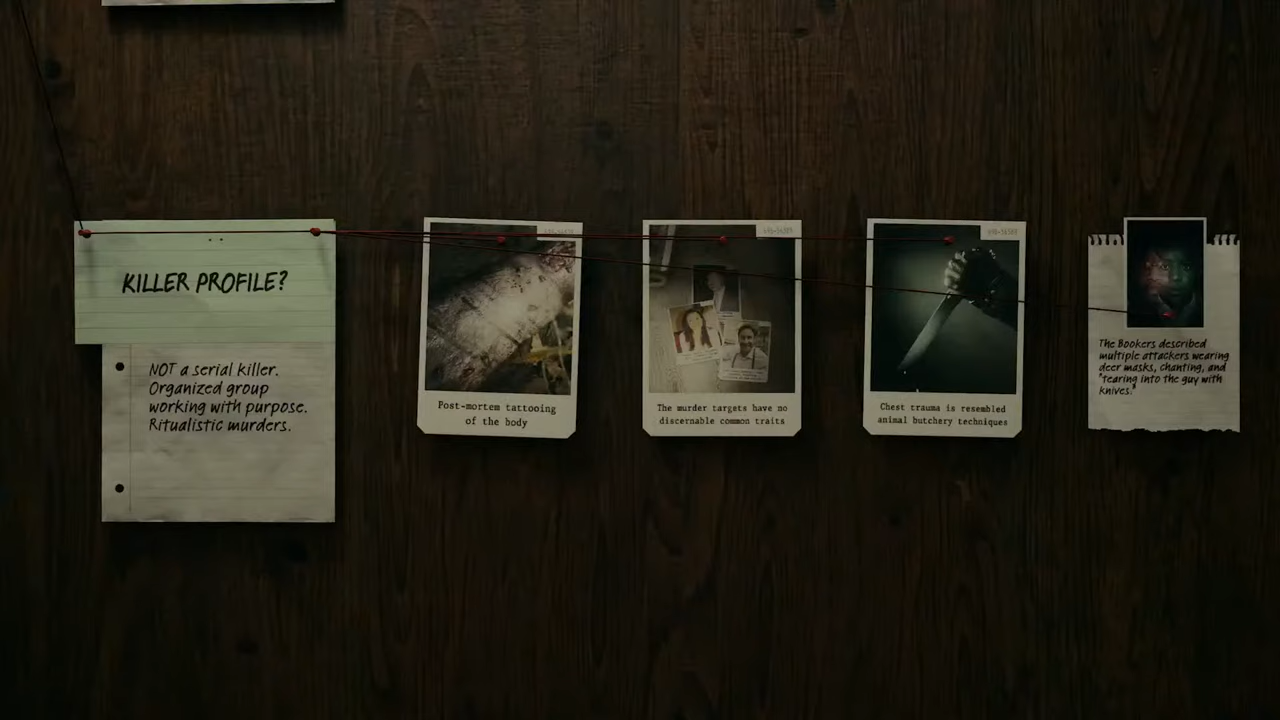 KILLER PROFILE?
NOT a serial killer.
Organized group
working with purpose.
Ritualistic murders.
Post-mortem tattooing
of the body
The murder targets have no
discernable common traits
Chest trauma is resembled
animal butchery techniques
The Bookers described
multiple attackers wearing
deer masks, chanting, and
"tearing into the guy with
knives."